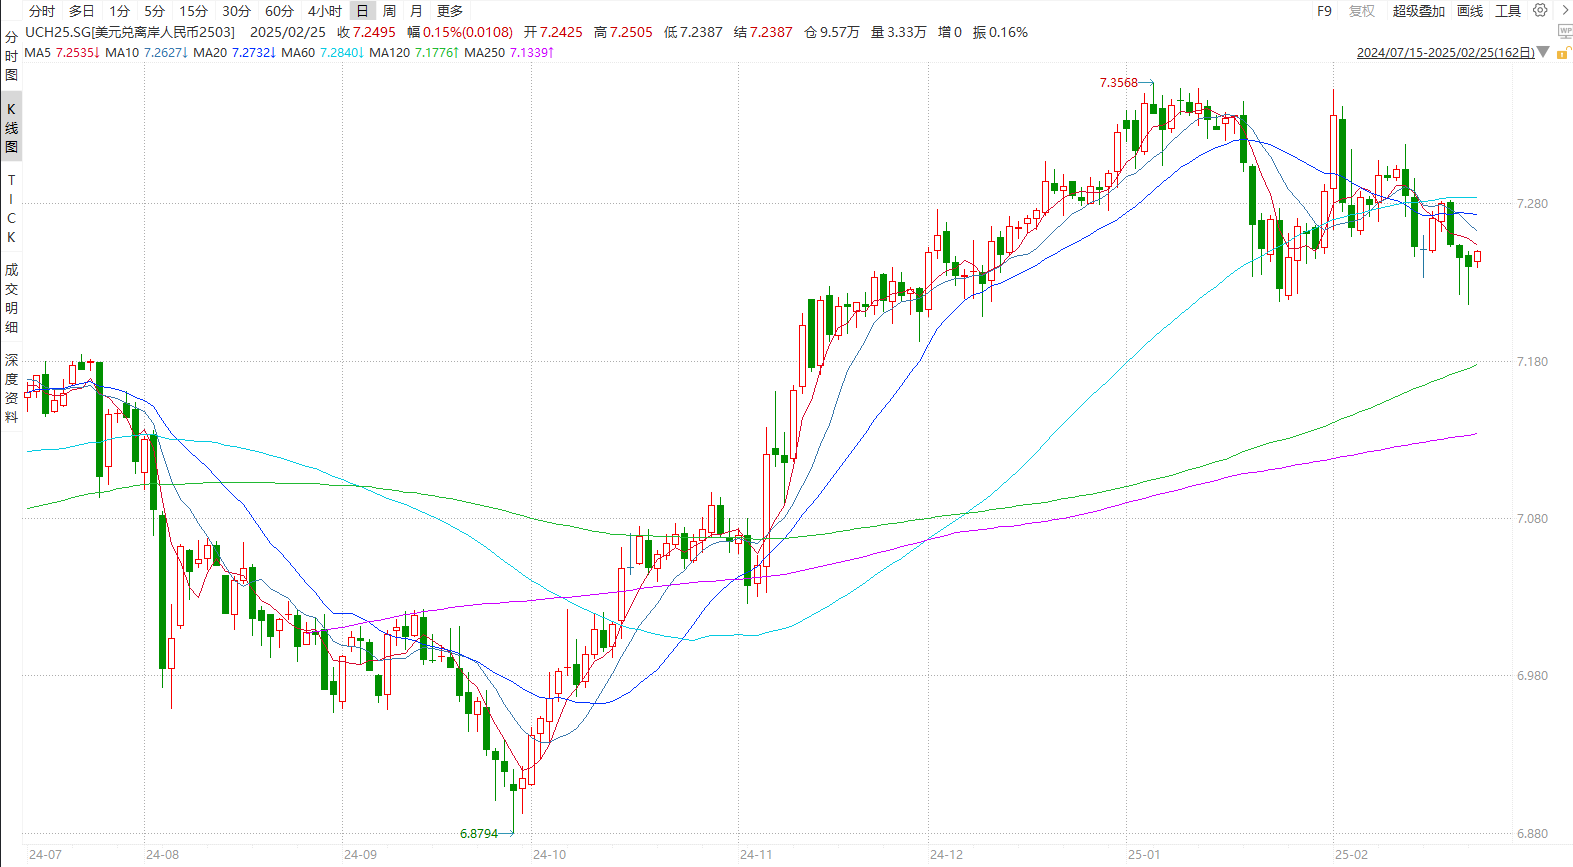 分时 多日 1分 5分 15分 30分 60分 4小时 日 周 月 更多 F9 复权 超级叠加 画线 工具
UCH25.SG[美元兑离岸人民币2503] 2025/02/25 收 7.2495 幅 0.15%(0.0108) 开 7.2425 高 7.2505 低 7.2387 结 7.2387 仓 9.57万 量 3.33万 增 0 振 0.16%
MA5 7.2535↓ MA10 7.2627↓ MA20 7.2732↓ MA60 7.2840↓ MA120 7.1776↑ MA250 7.1339↑ 2024/07/15-2025/02/25(162日)
WP
分时图
K线图
TICK
成交明细
深度资料
7.3568
7.280
7.180
7.080
6.980
6.8794
6.880
24-07 24-08 24-09 24-10 24-11 24-12 25-01 25-02